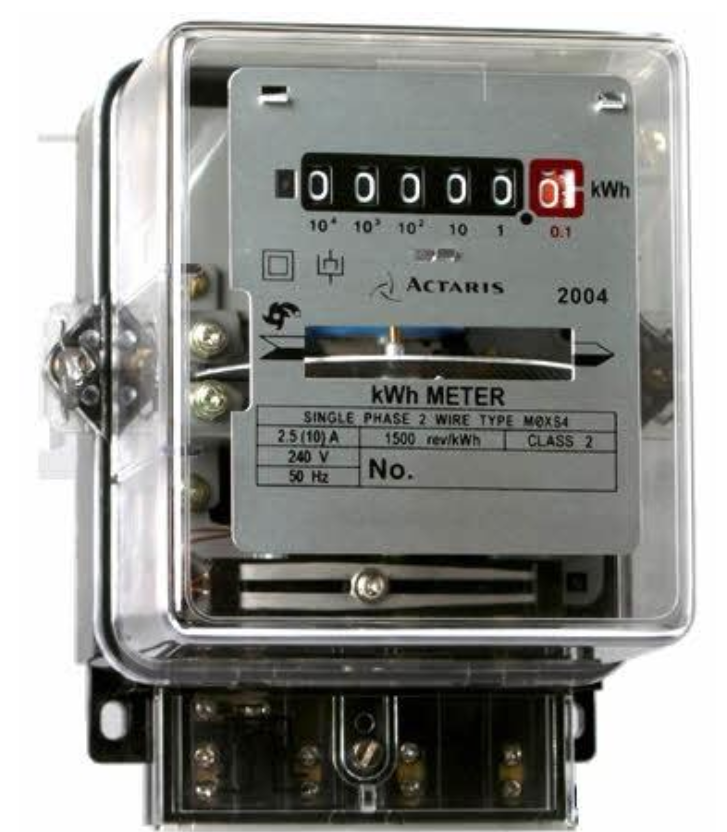 0 0 0 0 0 0 kWh
10⁴ 10³ 10² 10 1 0.1
ACTARIS
2004
kWh METER
SINGLE PHASE 2 WIRE TYPE MØXS4
2.5 (10) A 1500 rev/kWh CLASS 2
240 V
50 Hz No.